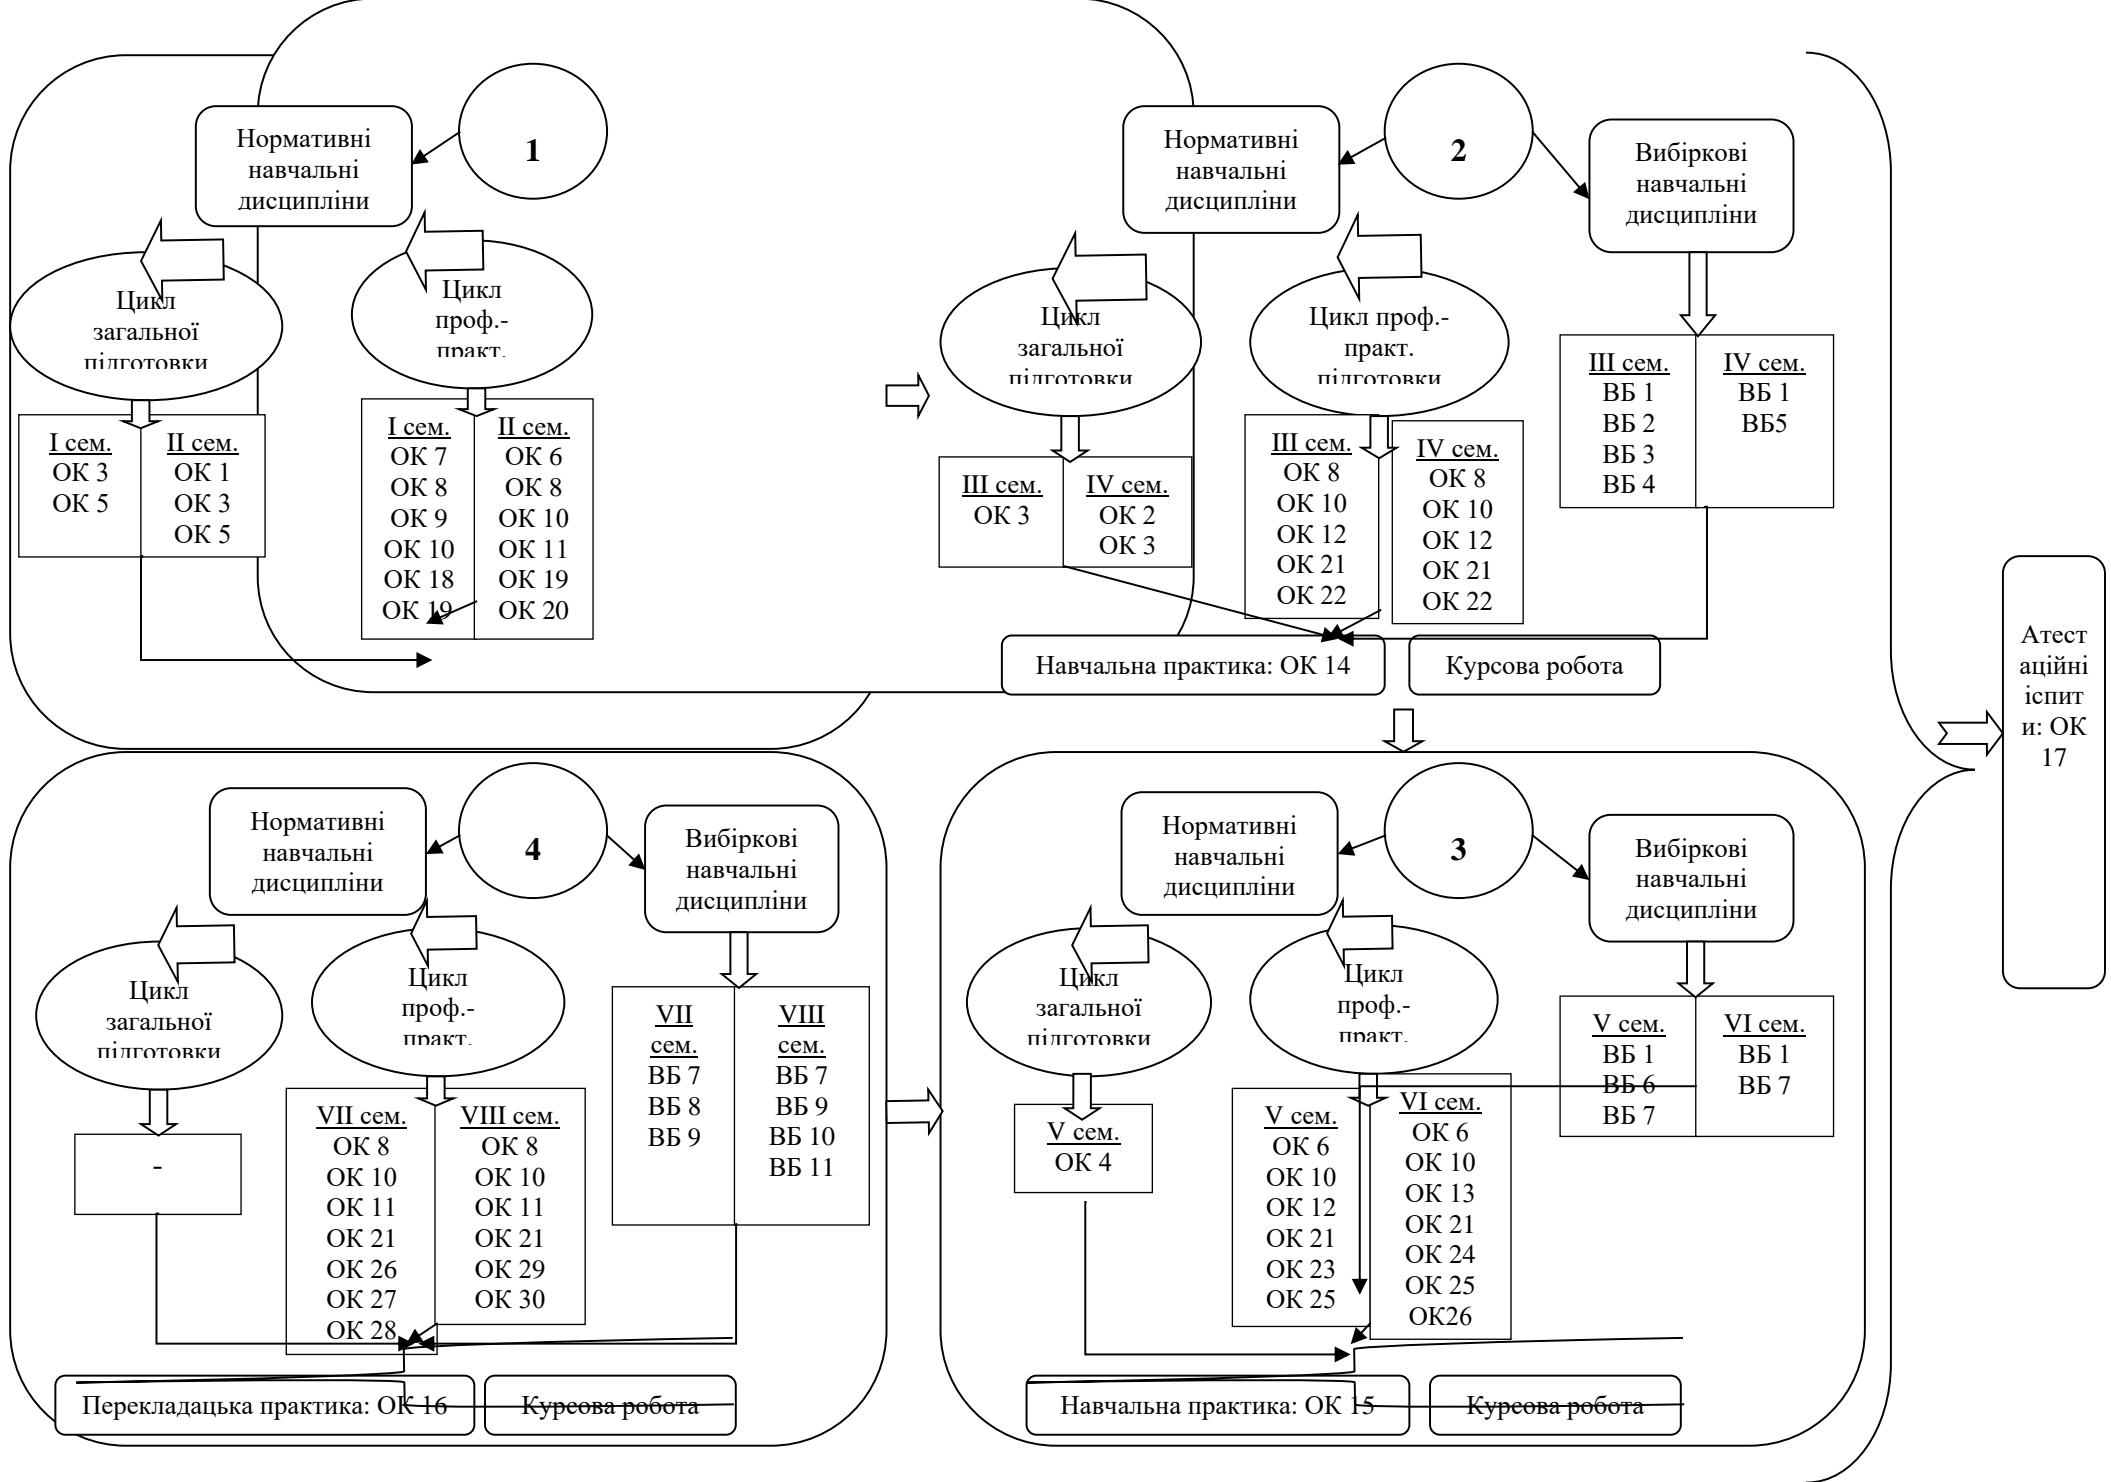 1
Нормативні
навчальні
дисципліни
Цикл
загальної
підготовки
Цикл
проф.-
практ.
I сем.
ОК 3
ОК 5
II сем.
ОК 1
ОК 3
ОК 5
I сем.
ОК 7
ОК 8
ОК 9
ОК 10
ОК 18
ОК 19
II сем.
ОК 6
ОК 8
ОК 10
ОК 11
ОК 19
ОК 20
2
Нормативні
навчальні
дисципліни
Вибіркові
навчальні
дисципліни
Цикл
загальної
підготовки
Цикл проф.-
практ.
підготовки
III сем.
ОК 3
IV сем.
ОК 2
ОК 3
III сем.
ОК 8
ОК 10
ОК 12
ОК 21
ОК 22
IV сем.
ОК 8
ОК 10
ОК 12
ОК 21
ОК 22
III сем.
ВБ 1
ВБ 2
ВБ 3
ВБ 4
IV сем.
ВБ 1
ВБ5
Навчальна практика: ОК 14
Курсова робота
Атест
аційні
іспит
и: ОК
17
4
Нормативні
навчальні
дисципліни
Вибіркові
навчальні
дисципліни
Цикл
загальної
підготовки
Цикл
проф.-
практ.
-
VII сем.
ОК 8
ОК 10
ОК 11
ОК 21
ОК 26
ОК 27
ОК 28
VIII сем.
ОК 8
ОК 10
ОК 11
ОК 21
ОК 29
ОК 30
VII
сем.
ВБ 7
ВБ 8
ВБ 9
VIII
сем.
ВБ 7
ВБ 9
ВБ 10
ВБ 11
Перекладацька практика: ОК 16
Курсова робота
3
Нормативні
навчальні
дисципліни
Вибіркові
навчальні
дисципліни
Цикл
загальної
підготовки
Цикл
проф.-
практ.
V сем.
ОК 4
V сем.
ОК 6
ОК 10
ОК 12
ОК 21
ОК 23
ОК 25
VI сем.
ОК 6
ОК 10
ОК 13
ОК 21
ОК 24
ОК 25
ОК26
V сем.
ВБ 1
ВБ 6
ВБ 7
VI сем.
ВБ 1
ВБ 7
Навчальна практика: ОК 15
Курсова робота